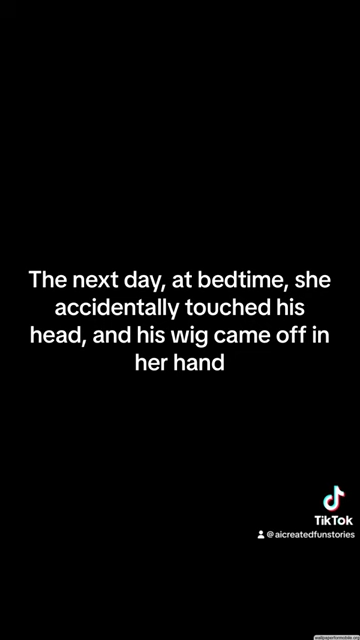 The next day, at bedtime, she
accidentally touched his
head, and his wig came off in
her hand
TikTok
@aicreatedfunstories